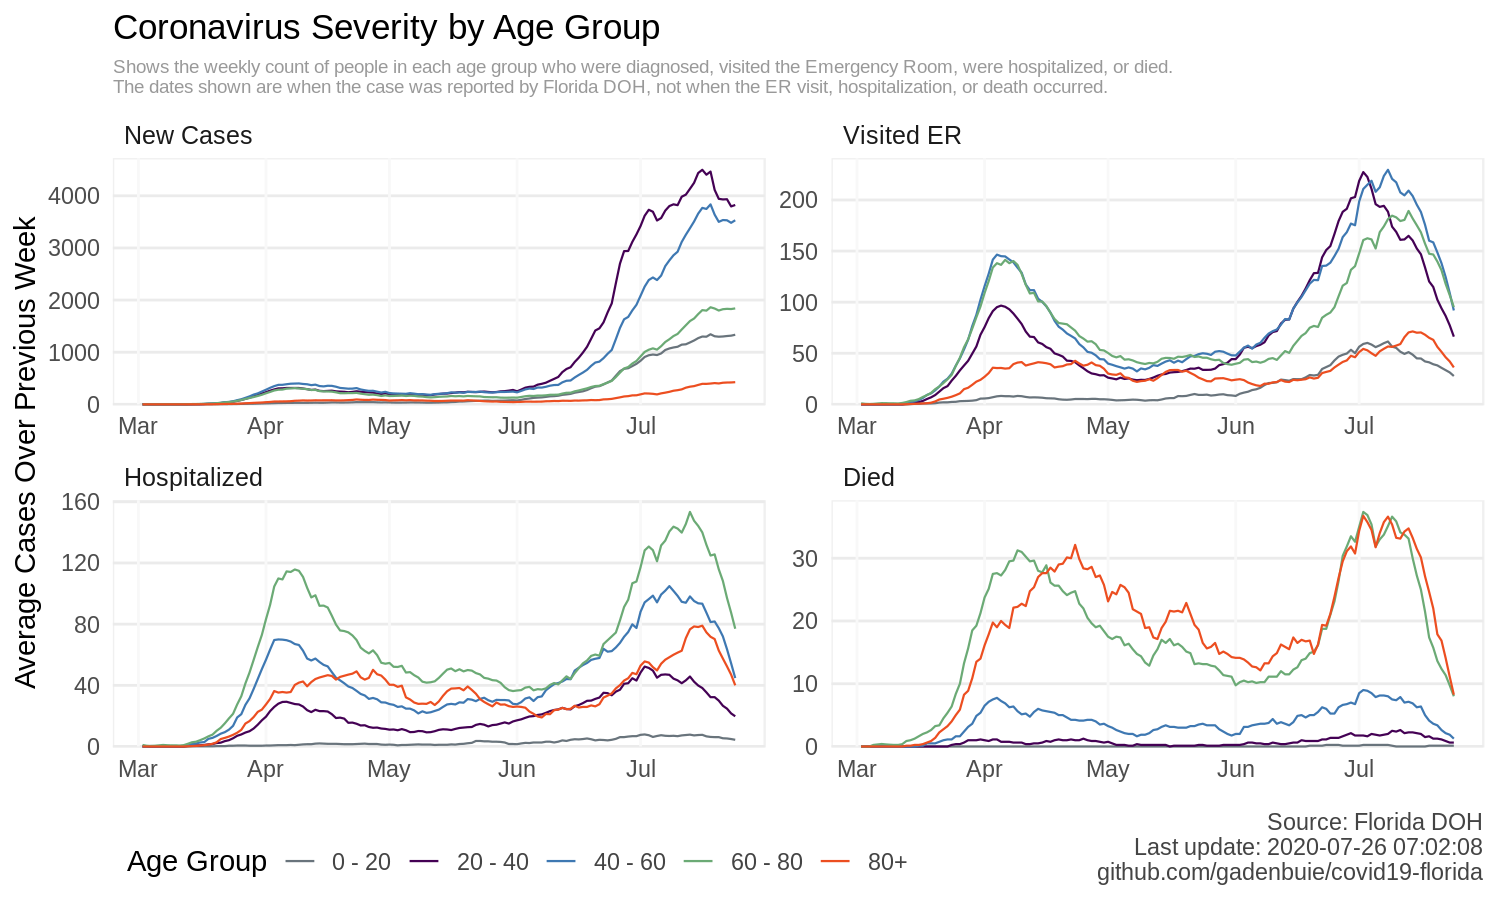 Coronavirus Severity by Age Group
Shows the weekly count of people in each age group who were diagnosed, visited the Emergency Room, were hospitalized, or died.
The dates shown are when the case was reported by Florida DOH, not when the ER visit, hospitalization, or death occurred.
Average Cases Over Previous Week
New Cases
4000
3000
2000
1000
0
Mar Apr May Jun Jul
Visited ER
200
150
100
50
0
Mar Apr May Jun Jul
Hospitalized
160
120
80
40
0
Mar Apr May Jun Jul
Died
30
20
10
0
Mar Apr May Jun Jul
Age Group 0 - 20 20 - 40 40 - 60 60 - 80 80+
Source: Florida DOH
Last update: 2020-07-26 07:02:08
github.com/gadenbuie/covid19-florida